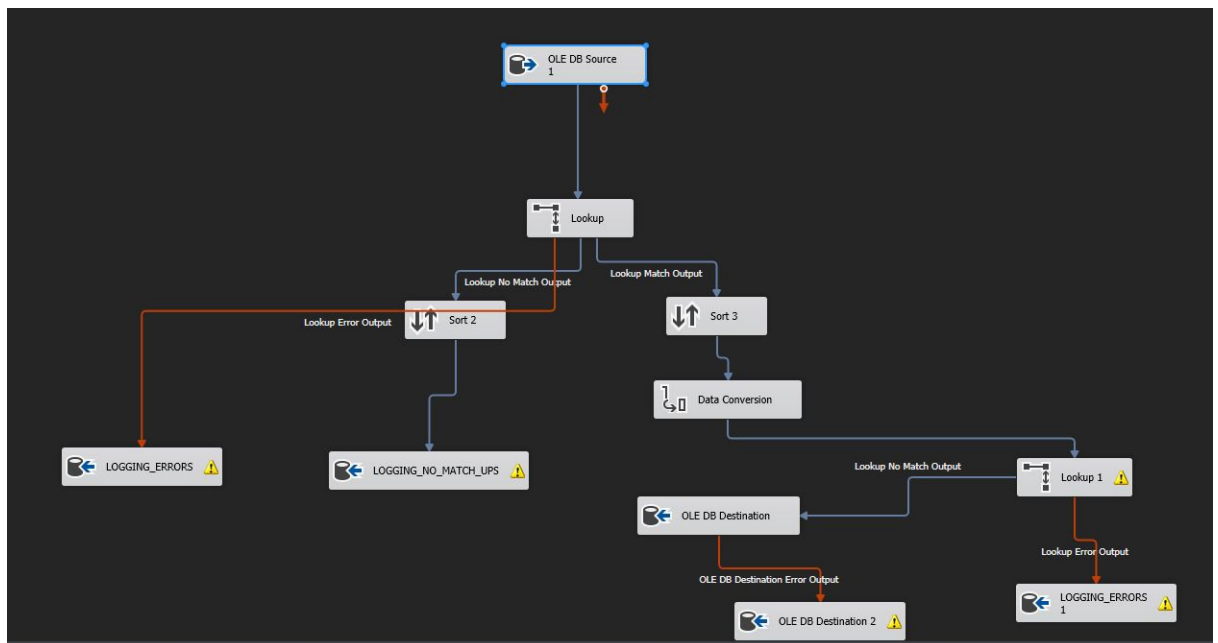 OLE DB Source
1
Lookup
Lookup No Match Output
Lookup Match Output
Lookup Error Output
Sort 2
Sort 3
Data Conversion
LOGGING_ERRORS
LOGGING_NO_MATCH_UPS
Lookup No Match Output
Lookup 1
OLE DB Destination
Lookup Error Output
OLE DB Destination Error Output
LOGGING_ERRORS
1
OLE DB Destination 2